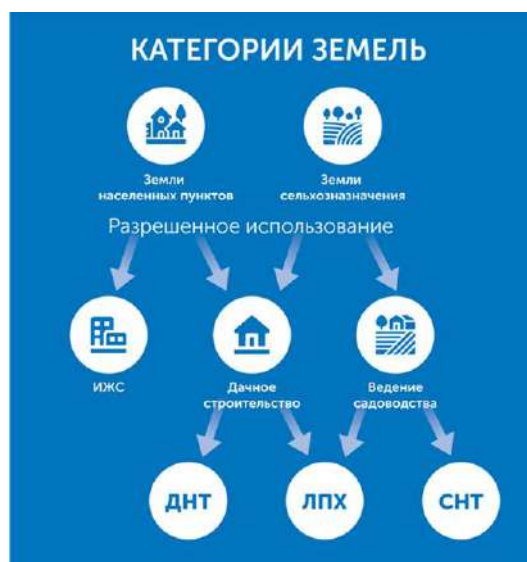 КАТЕГОРИИ ЗЕМЕЛЬ
Земли
населенных пунктов
Земли
сельхозназначения
Разрешенное использование
ИЖС
Дачное
строительство
Ведение
садоводства
ДНТ
ЛПХ
СНТ